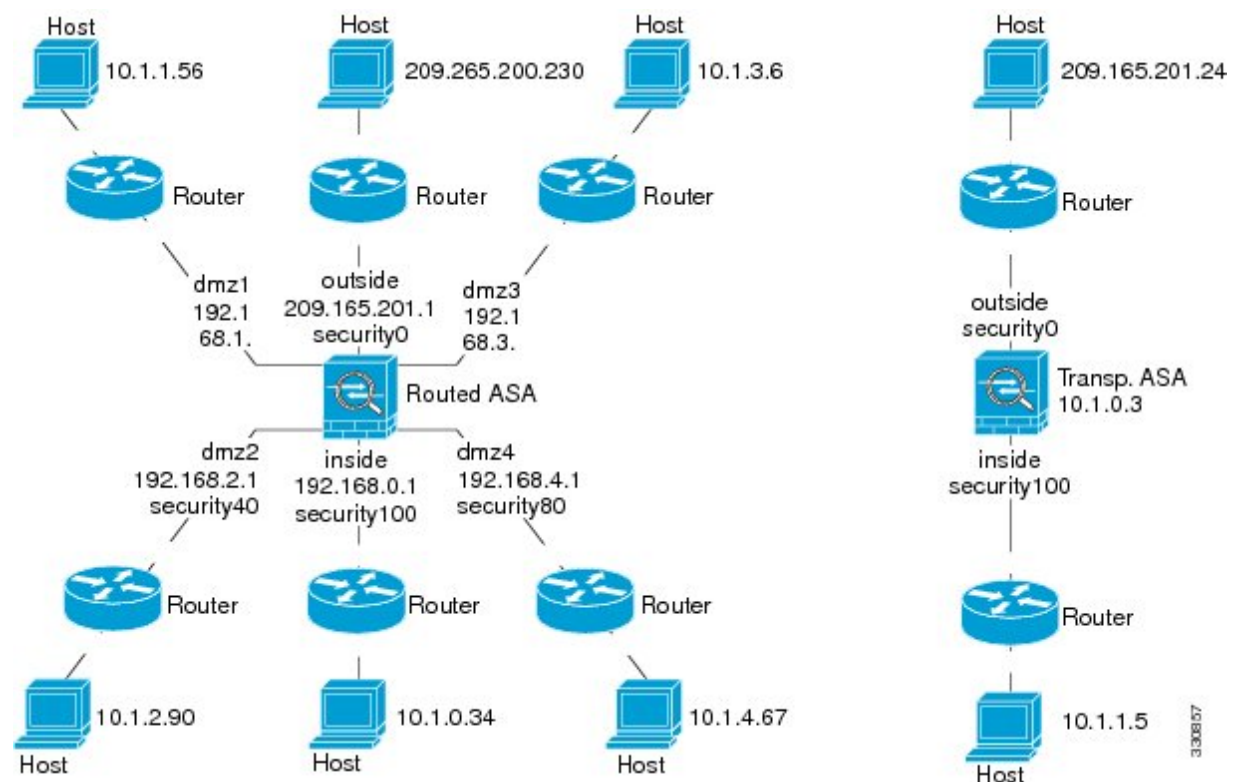 Host
10.1.1.56
Router
Host
209.265.200.230
Router
Host
10.1.3.6
Router
dmz1
192.1
68.1.
outside
209.165.201.1
security0
dmz3
192.1
68.3.
Routed ASA
dmz2
192.168.2.1
security40
inside
192.168.0.1
security100
dmz4
192.168.4.1
security80
Router
10.1.2.90
Host
Router
10.1.0.34
Host
Router
10.1.4.67
Host
Host
209.165.201.24
Router
outside
security0
Transp. ASA
10.1.0.3
inside
security100
Router
10.1.1.5
Host
330857